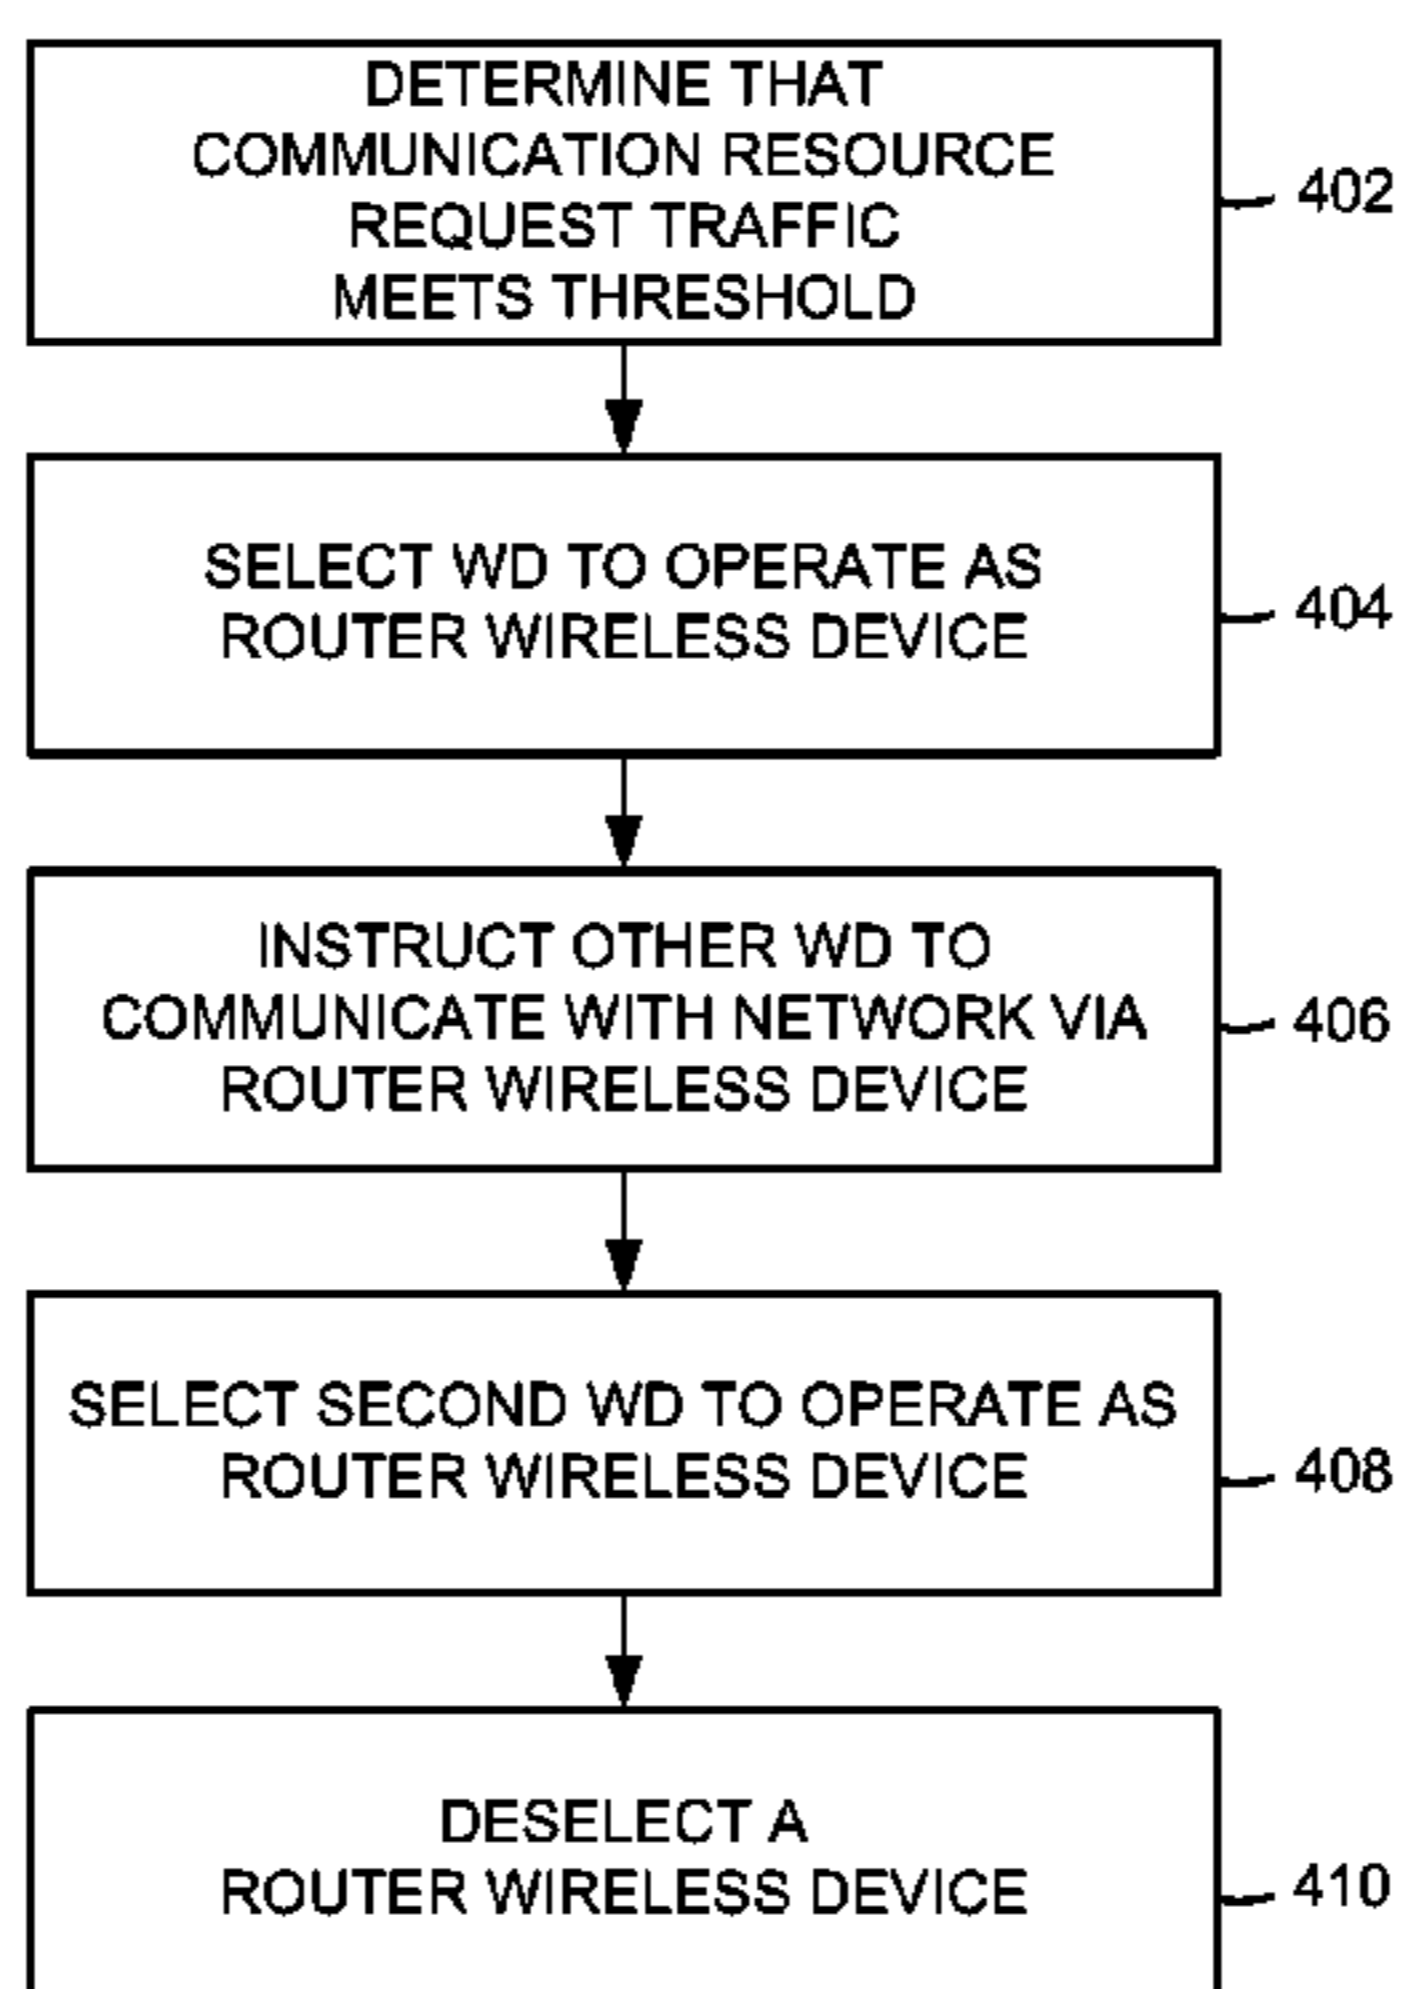 DETERMINE THAT
COMMUNICATION RESOURCE
REQUEST TRAFFIC
MEETS THRESHOLD
402
SELECT WD TO OPERATE AS
ROUTER WIRELESS DEVICE
404
INSTRUCT OTHER WD TO
COMMUNICATE WITH NETWORK VIA
ROUTER WIRELESS DEVICE
406
SELECT SECOND WD TO OPERATE AS
ROUTER WIRELESS DEVICE
408
DESELECT A
ROUTER WIRELESS DEVICE
410